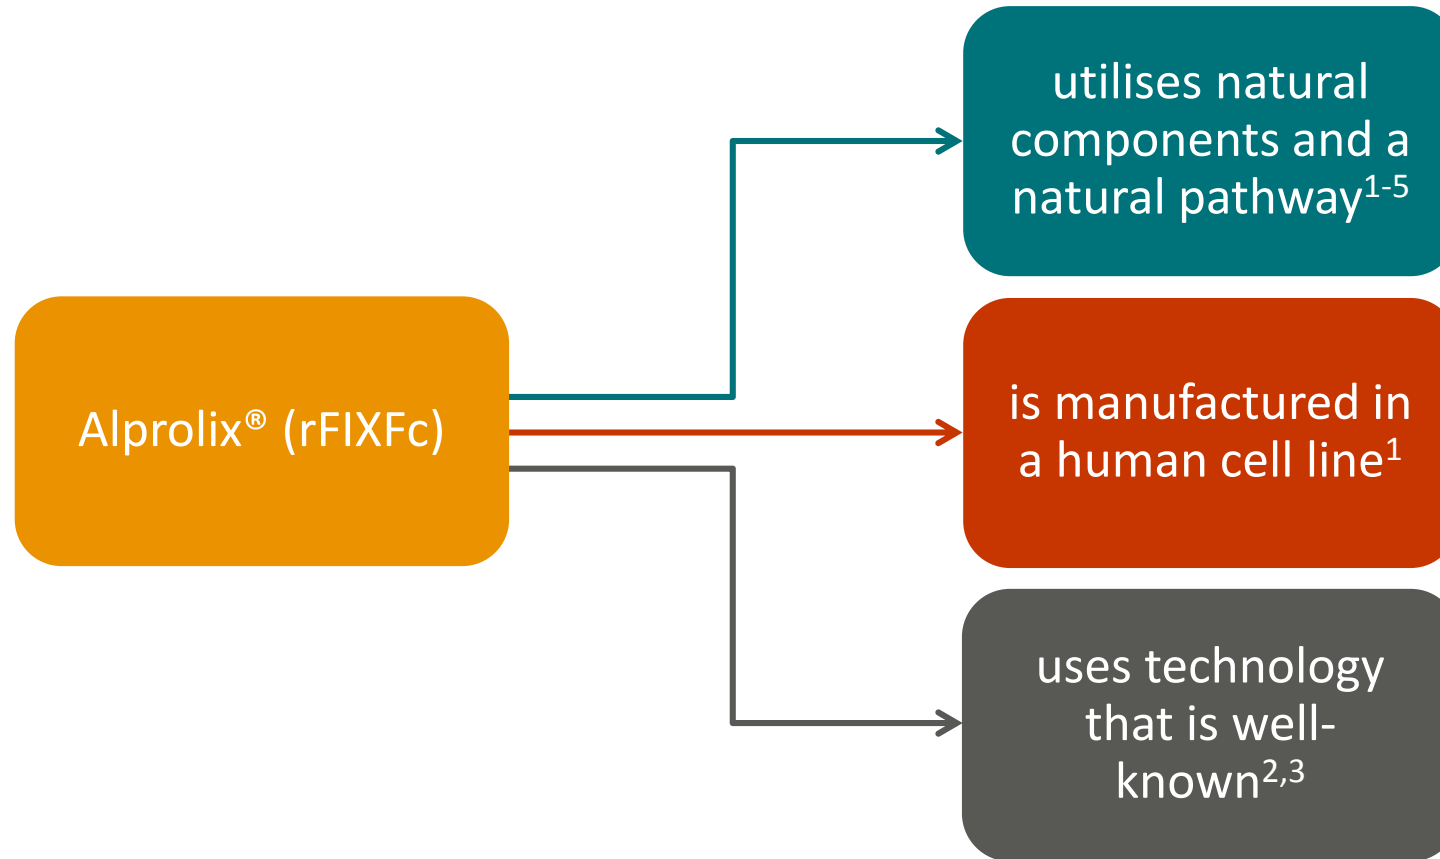 utilises natural
components and a
natural pathway¹⁻⁵
Alprolix® (rFIXFc)
is manufactured in
a human cell line¹
uses technology
that is well-
known²,³